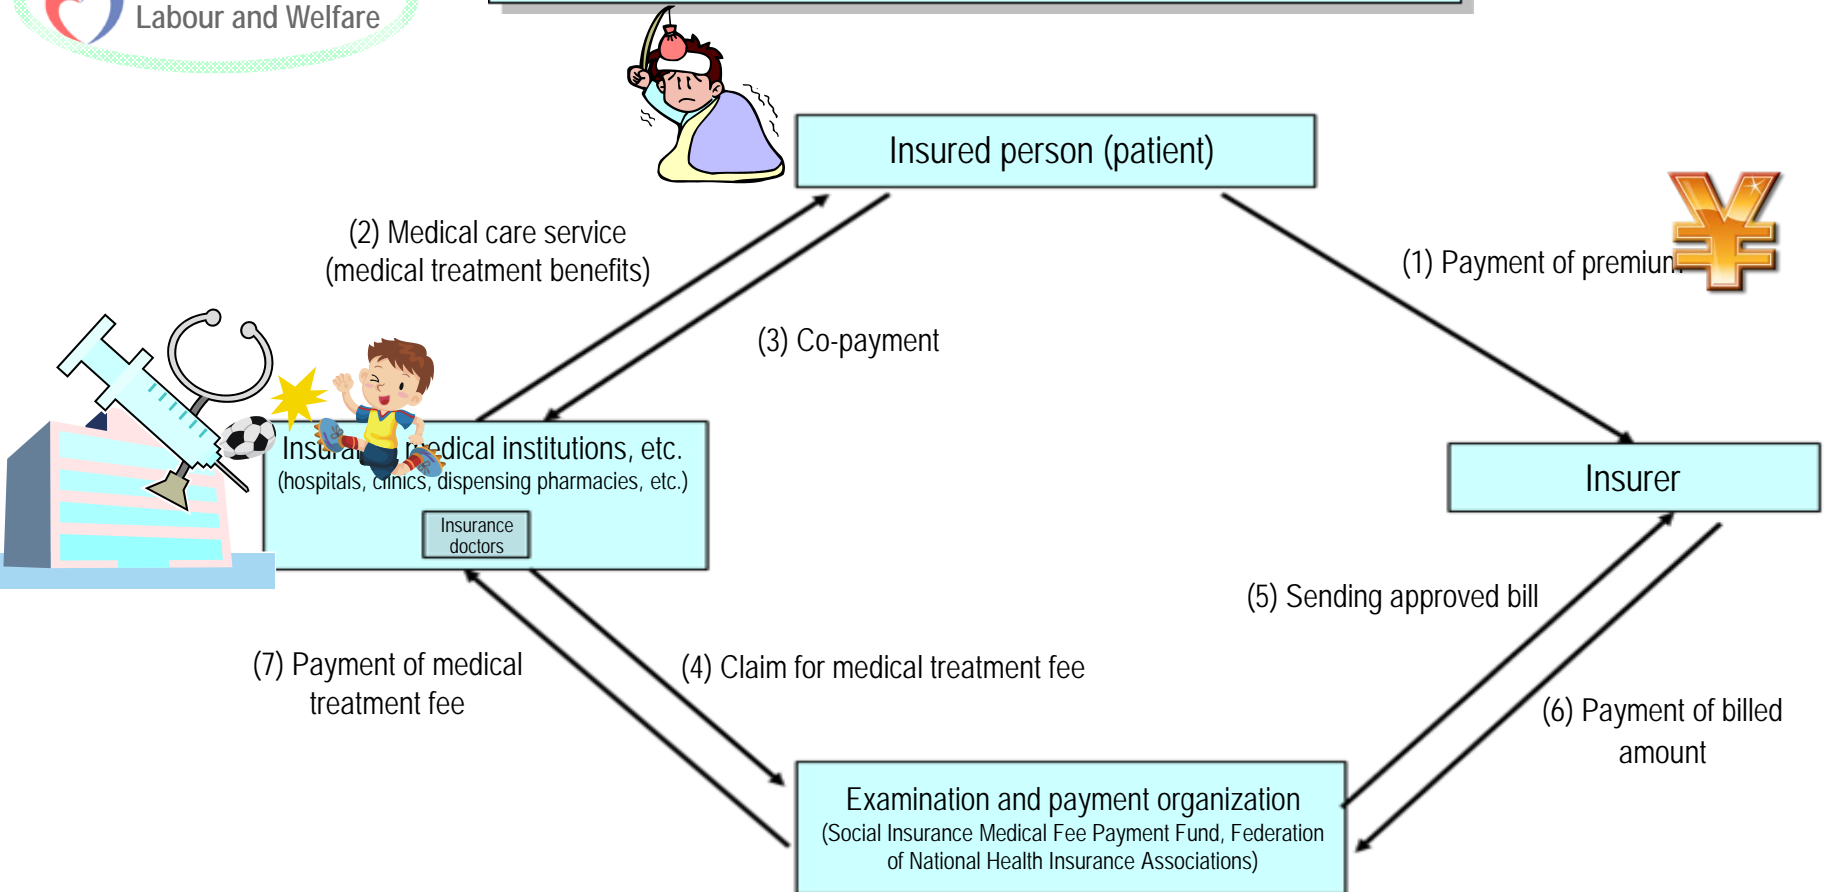 Labour and Welfare
Insured person (patient)
(2) Medical care service
(medical treatment benefits)
(1) Payment of premium
(3) Co-payment
medical institutions, etc.
(hospitals, clinics, dispensing pharmacies, etc.)
Insurance
doctors
Insurer
(5) Sending approved bill
(7) Payment of medical
treatment fee
(4) Claim for medical treatment fee
(6) Payment of billed
amount
Examination and payment organization
(Social Insurance Medical Fee Payment Fund, Federation
of National Health Insurance Associations)